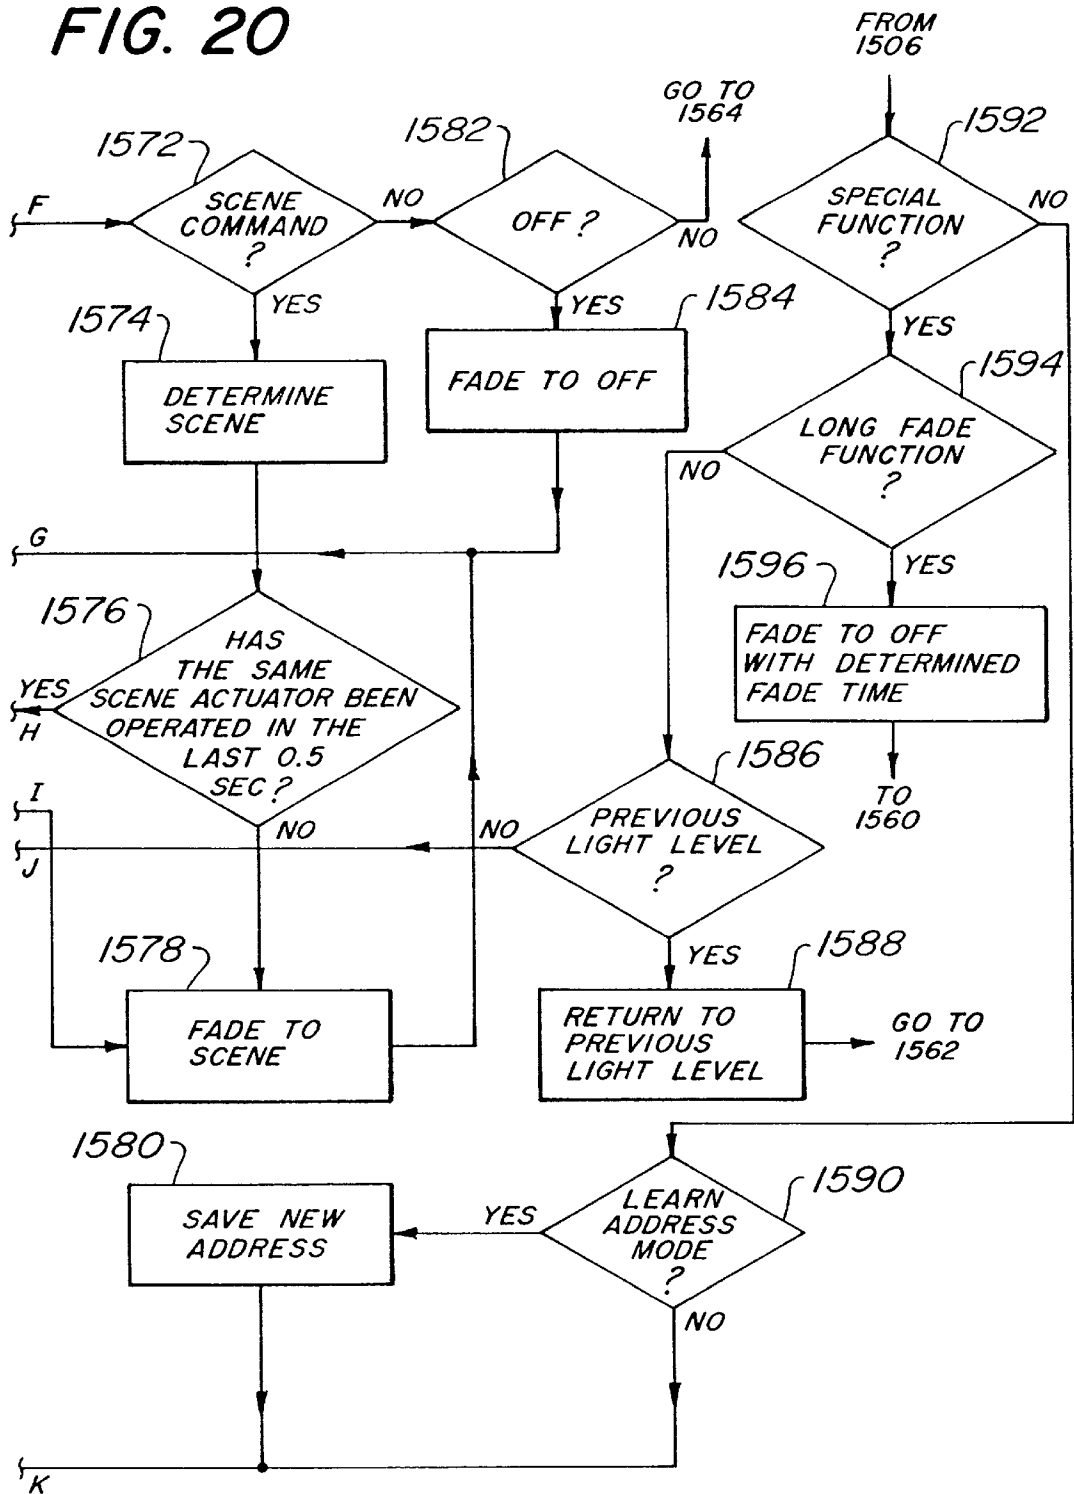 FIG. 20
FROM
1506
GO TO
1564
1572
1582
1592
F
SCENE
COMMAND
?
NO
OFF ?
NO
SPECIAL
FUNCTION
?
NO
YES
YES
YES
1574
1584
1594
DETERMINE
SCENE
FADE TO OFF
LONG FADE
FUNCTION
?
NO
YES
G
1576
1596
HAS
THE SAME
SCENE ACTUATOR BEEN
OPERATED IN THE
LAST 0.5
SEC ?
YES
H
FADE TO OFF
WITH DETERMINED
FADE TIME
TO
1560
1586
I
NO
J
NO
PREVIOUS
LIGHT LEVEL
?
YES
1578
1588
FADE TO
SCENE
RETURN TO
PREVIOUS
LIGHT LEVEL
GO TO
1562
1580
1590
SAVE NEW
ADDRESS
YES
LEARN
ADDRESS
MODE
?
NO
K